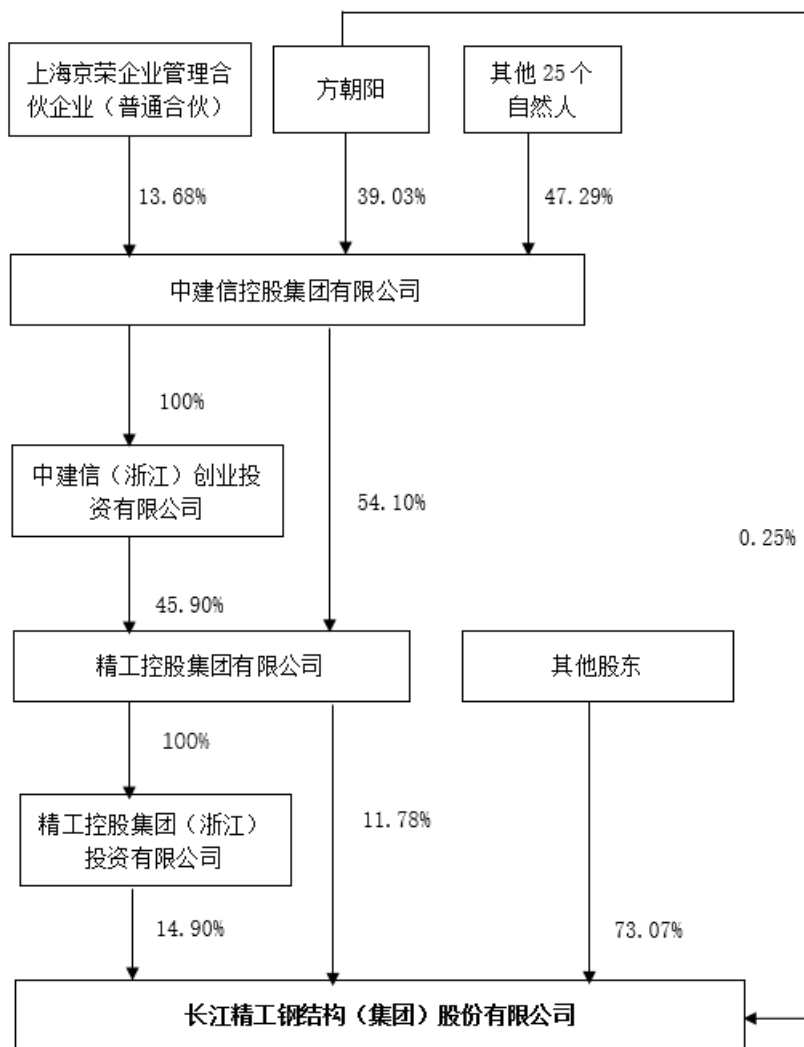 上海京荣企业管理合
伙企业（普通合伙）
方朝阳
其他 25 个
自然人
13.68%
39.03%
47.29%
中建信控股集团有限公司
100%
中建信（浙江）创业投
资有限公司
54.10%
0.25%
45.90%
精工控股集团有限公司
其他股东
100%
精工控股集团（浙江）
投资有限公司
11.78%
14.90%
73.07%
长江精工钢结构（集团）股份有限公司